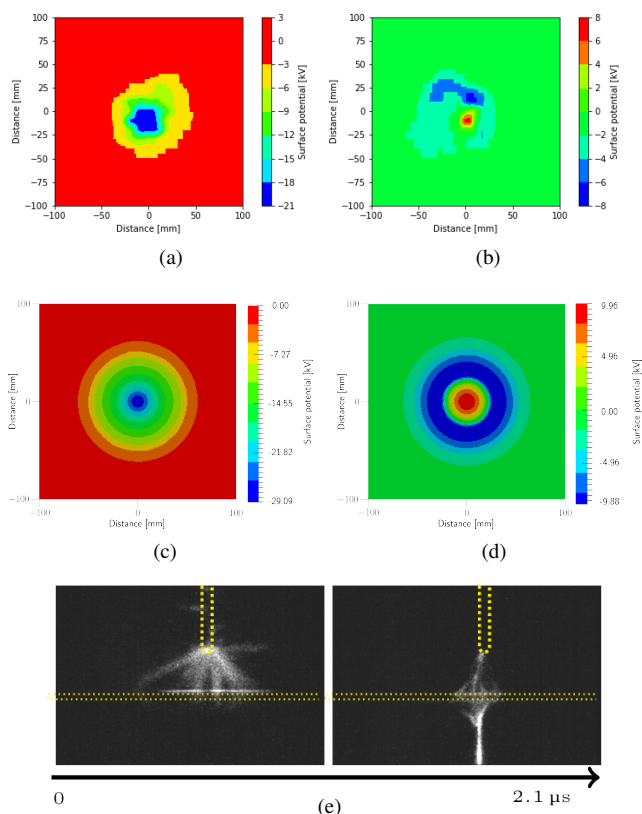 100
75
50
25
0
−25
−50
−75
−100
−100 −50 0 50 100
Distance [mm]
Distance [mm]
3
0
−3
−6
−9
−12
−15
−18
−21
Surface potential [kV]
(a)
100
75
50
25
0
−25
−50
−75
−100
−100 −50 0 50 100
Distance [mm]
Distance [mm]
8
6
4
2
0
−2
−4
−6
−8
Surface potential [kV]
(b)
100
0
−100
−100 0 100
Distance [mm]
Distance [mm]
0.00
-7.27
-14.55
-21.82
-29.09
Surface potential [kV]
(c)
100
0
−100
−100 0 100
Distance [mm]
Distance [mm]
9.96
4.96
0.00
-4.96
-9.88
Surface potential [kV]
(d)
0 2.1 µs
(e)